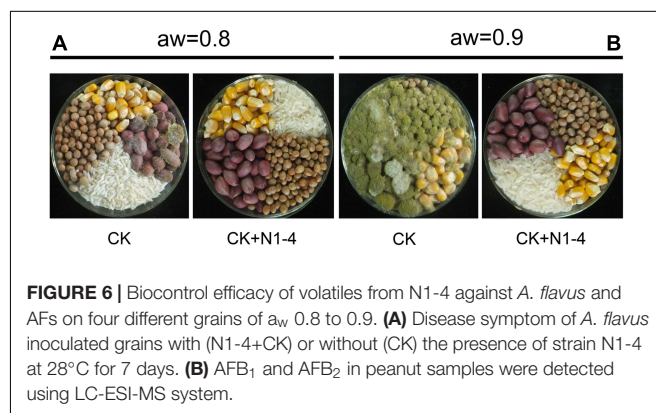 A aw=0.8 aw=0.9 B
CK CK+N1-4 CK CK+N1-4
FIGURE 6 | Biocontrol efficacy of volatiles from N1-4 against A. flavus and
AFs on four different grains of aw 0.8 to 0.9. (A) Disease symptom of A. flavus
inoculated grains with (N1-4+CK) or without (CK) the presence of strain N1-4
at 28°C for 7 days. (B) AFB1 and AFB2 in peanut samples were detected
using LC-ESI-MS system.